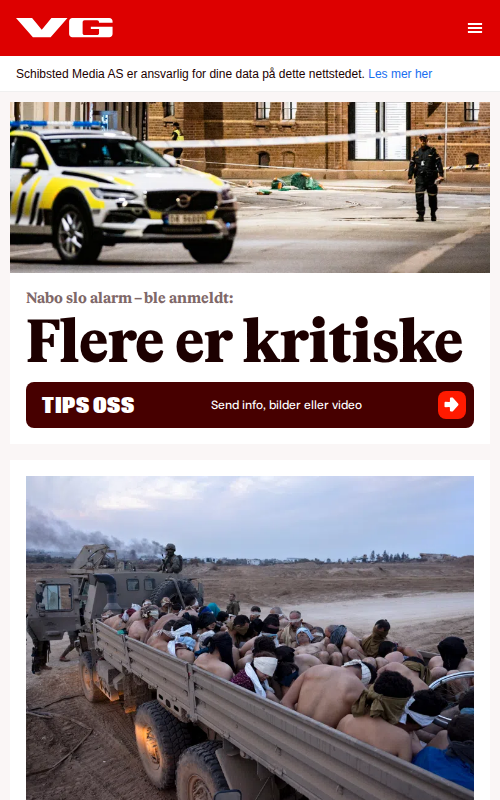 VG
Schibsted Media AS er ansvarlig for dine data på dette nettstedet. Les mer her
Nabo slo alarm – ble anmeldt:
Flere er kritiske
TIPS OSS
Send info, bilder eller video